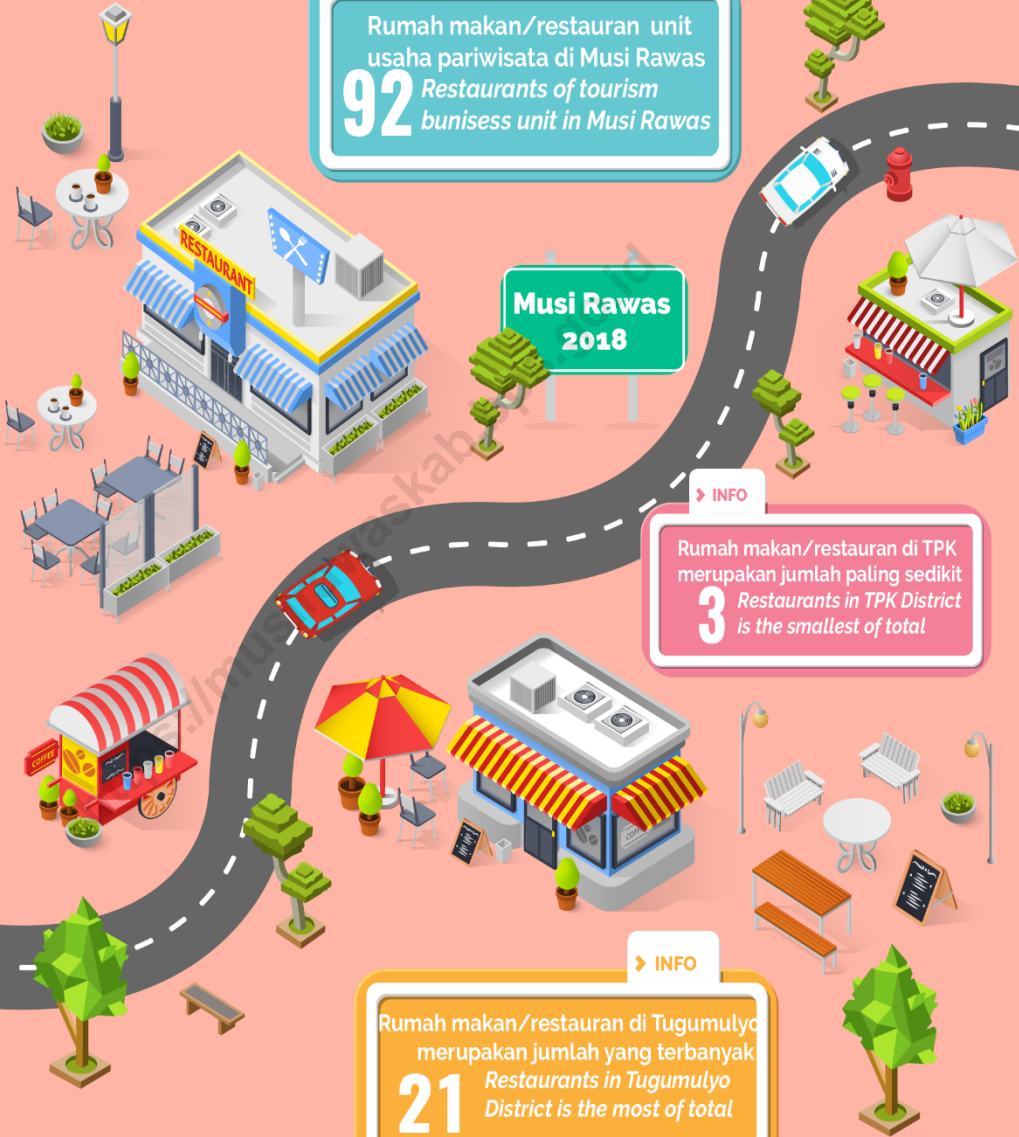 Rumah makan/restauran unit
usaha pariwisata di Musi Rawas
92
Restaurants of tourism
bunisess unit in Musi Rawas
RESTAURANT
Musi Rawas
2018
INFO
Rumah makan/restauran di TPK
merupakan jumlah paling sedikit
3
Restaurants in TPK District
is the smallest of total
COFFEE
INFO
Rumah makan/restauran di Tugumulyo
merupakan jumlah yang terbanyak
21
Restaurants in Tugumulyo
District is the most of total